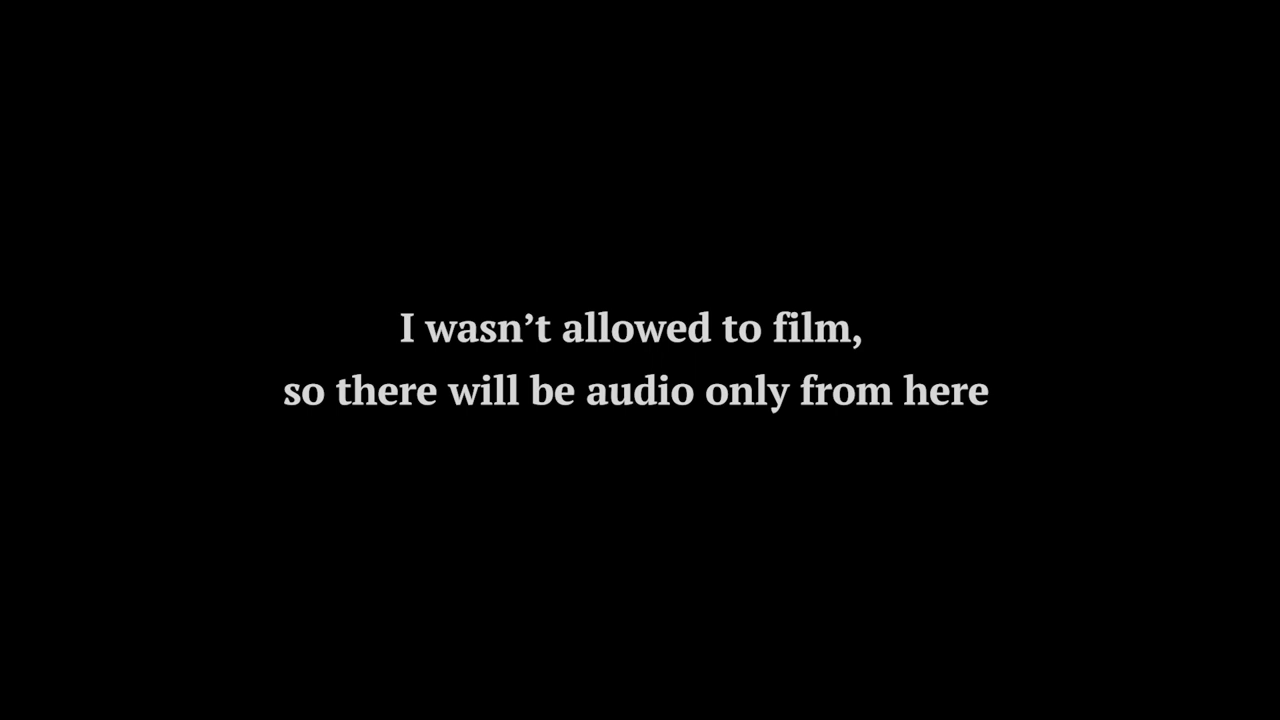 I wasn’t allowed to film,
so there will be audio only from here